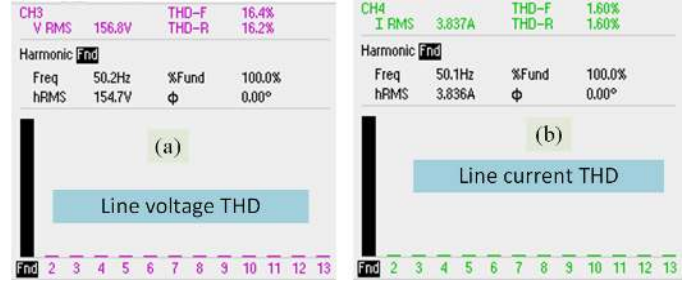 CH3 THD-F 16.4%
V RMS 156.8V THD-R 16.2%
Harmonic Fnd
Freq 50.2Hz %Fund 100.0%
hRMS 154.7V Φ 0.00°
(a)
Line voltage THD
Fnd 2 3 4 5 6 7 8 9 10 11 12 13
CH4 THD-F 1.60%
I RMS 3.837A THD-R 1.60%
Harmonic Fnd
Freq 50.1Hz %Fund 100.0%
hRMS 3.836A Φ 0.00°
(b)
Line current THD
Fnd 2 3 4 5 6 7 8 9 10 11 12 13